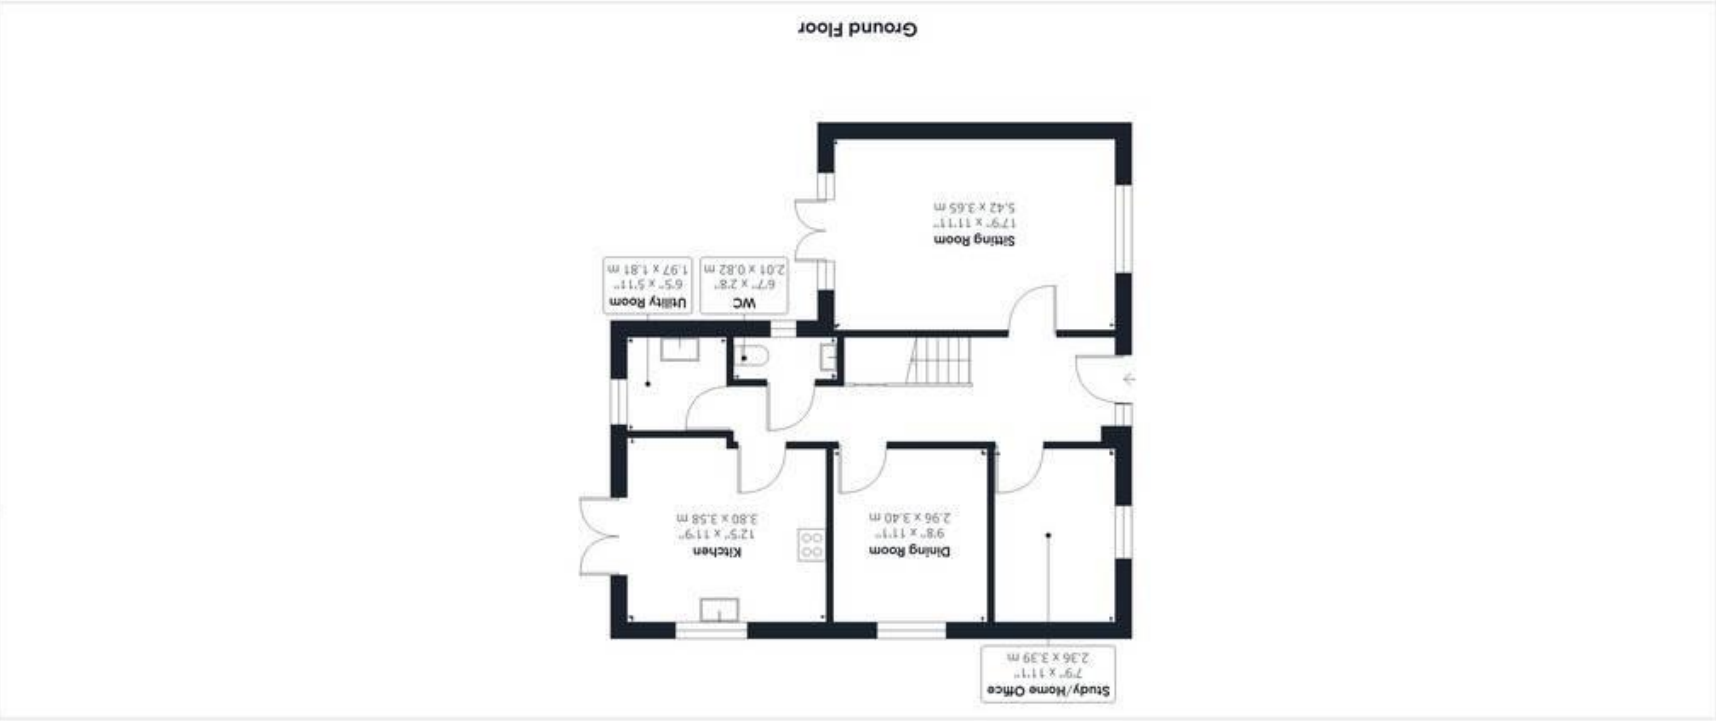 Study/Home Office
7'9" x 11'1"
2.36 x 3.39 m
Dining Room
9'8" x 11'1"
2.96 x 3.40 m
Kitchen
12'5" x 11'9"
3.80 x 3.58 m
WC
6'7" x 2'8"
2.01 x 0.82 m
Utility Room
6'5" x 5'11"
1.97 x 1.81 m
Sitting Room
17'9" x 11'11"
5.42 x 3.65 m
Ground Floor